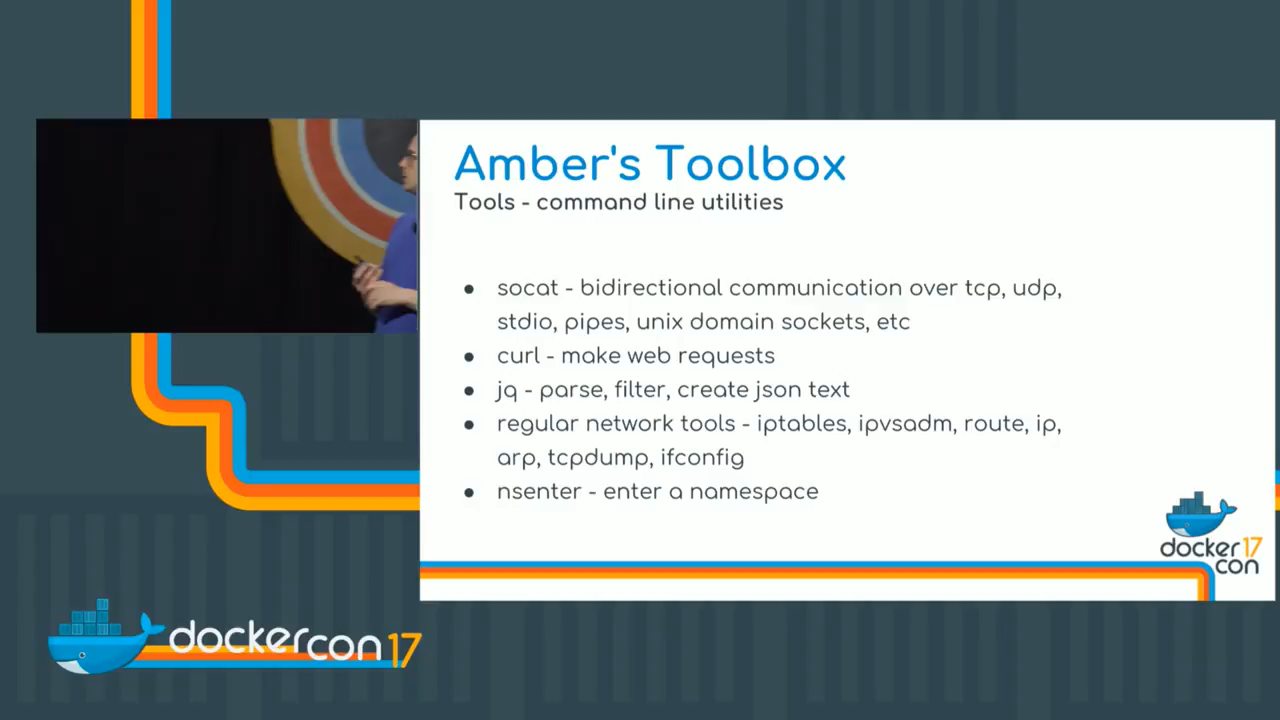 Amber's Toolbox
Tools - command line utilities
● socat - bidirectional communication over tcp, udp,
stdio, pipes, unix domain sockets, etc
● curl - make web requests
● jq - parse, filter, create json text
● regular network tools - iptables, ipvsadm, route, ip,
arp, tcpdump, ifconfig
● nsenter - enter a namespace
docker 17
con
dockercon 17